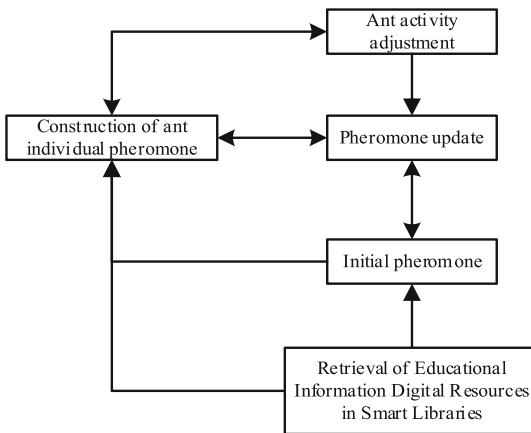 Ant activity
adjustment
Construction of ant
individual pheromone
Pheromone update
Initial pheromone
Retrieval of Educational
Information Digital Resources
in Smart Libraries